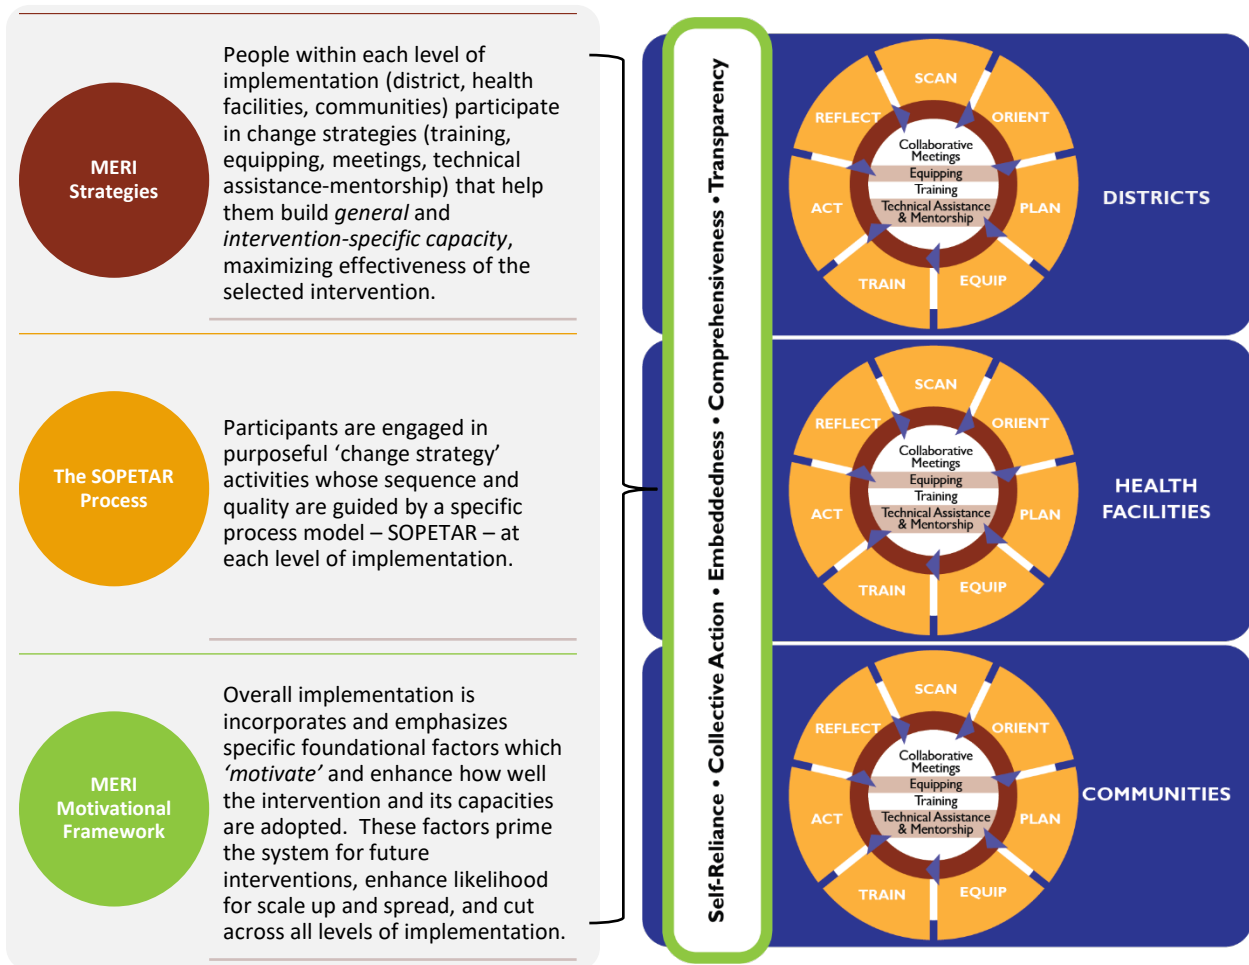 MERI
Strategies
People within each level of
implementation (district, health
facilities, communities) participate
in change strategies (training,
equipping, meetings, technical
assistance-mentorship) that help
them build general and
intervention-specific capacity,
maximizing effectiveness of the
selected intervention.
The SOPETAR
Process
Participants are engaged in
purposeful ‘change strategy’
activities whose sequence and
quality are guided by a specific
process model – SOPETAR – at
each level of implementation.
MERI
Motivational
Framework
Overall implementation is
incorporates and emphasizes
specific foundational factors which
‘motivate’ and enhance how well
the intervention and its capacities
are adopted.  These factors prime
the system for future
interventions, enhance likelihood
for scale up and spread, and cut
across all levels of implementation.
Self-Reliance • Collective Action • Embeddedness • Comprehensiveness • Transparency
SCAN
ORIENT
PLAN
EQUIP
TRAIN
ACT
REFLECT
Collaborative
Meetings
Equipping
Training
Technical Assistance
& Mentorship
DISTRICTS
SCAN
ORIENT
PLAN
EQUIP
TRAIN
ACT
REFLECT
Collaborative
Meetings
Equipping
Training
Technical Assistance
& Mentorship
HEALTH
FACILITIES
SCAN
ORIENT
PLAN
EQUIP
TRAIN
ACT
REFLECT
Collaborative
Meetings
Equipping
Training
Technical Assistance
& Mentorship
COMMUNITIES